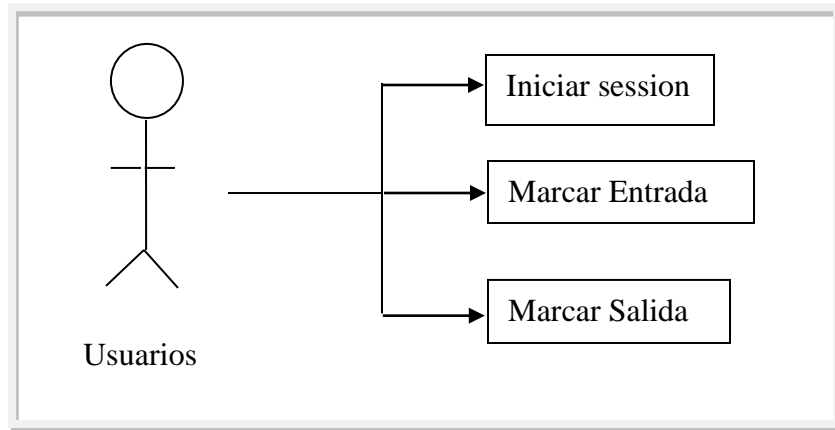 Iniciar session
Marcar Entrada
Marcar Salida
Usuarios